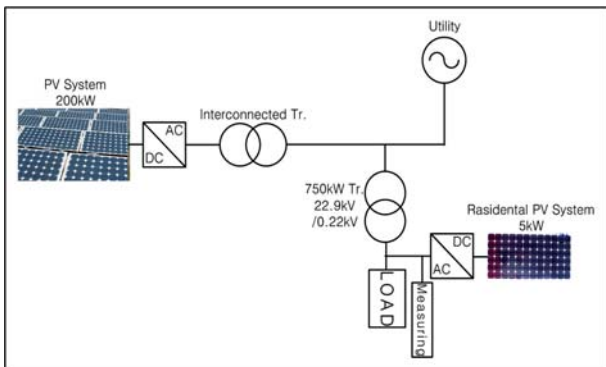 Utility
PV System
200kW
Interconnected Tr.
AC
DC
750kW Tr.
22.9kV
/0.22kV
Rasidental PV System
5kW
DC
AC
LOAD
Measuring